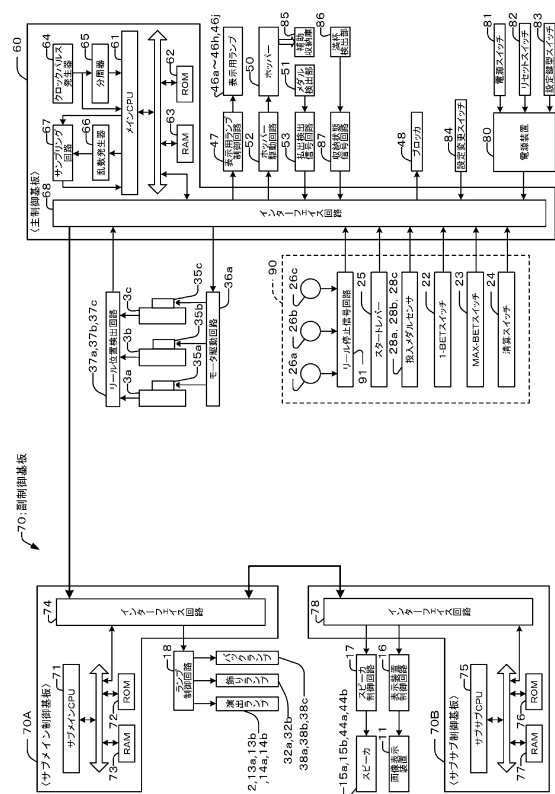 60
〈主制御基板〉
68
インターフェイス回路
67
サンプリング回路
66
乱数発生器
65
分周器
64
クロックパルス発生器
61
メインCPU
63
RAM
62
ROM
46a～46h,46j
表示用ランプ
47
表示用ランプ制御回路
50
ホッパー
52
ホッパー駆動回路
85
補助収納庫
51
メダル検出部
53
払出検出信号回路
86
満杯検出部
87
収納状態信号回路
48
ブロッカ
84
設定変更スイッチ
80
電源装置
81
電源スイッチ
82
リセットスイッチ
83
設定鍵型スイッチ
37a,37b,37c
リール位置検出回路
3a
3b
3c
35a
35b
35c
36a
モータ駆動回路
90
26a
26b
26c
91
リール停止信号回路
25
スタートレバー
28a, 28b, 28c
投入メダルセンサ
22
1-BETスイッチ
23
MAX-BETスイッチ
24
清算スイッチ
70;副制御基板
70A
〈サブメイン制御基板〉
74
インターフェイス回路
71
サブメインCPU
73
RAM
72
ROM
18
ランプ制御回路
バックランプ
飾りランプ
演出ランプ
38a,38b,38c
32a,32b
2,13a,13b
,14a,14b
70B
〈サブサブ制御基板〉
78
インターフェイス回路
75
サブサブCPU
77
RAM
76
ROM
17
スピーカ制御回路
16
表示装置制御回路
15a,15b,44a,44b
スピーカ
11
画像表示装置